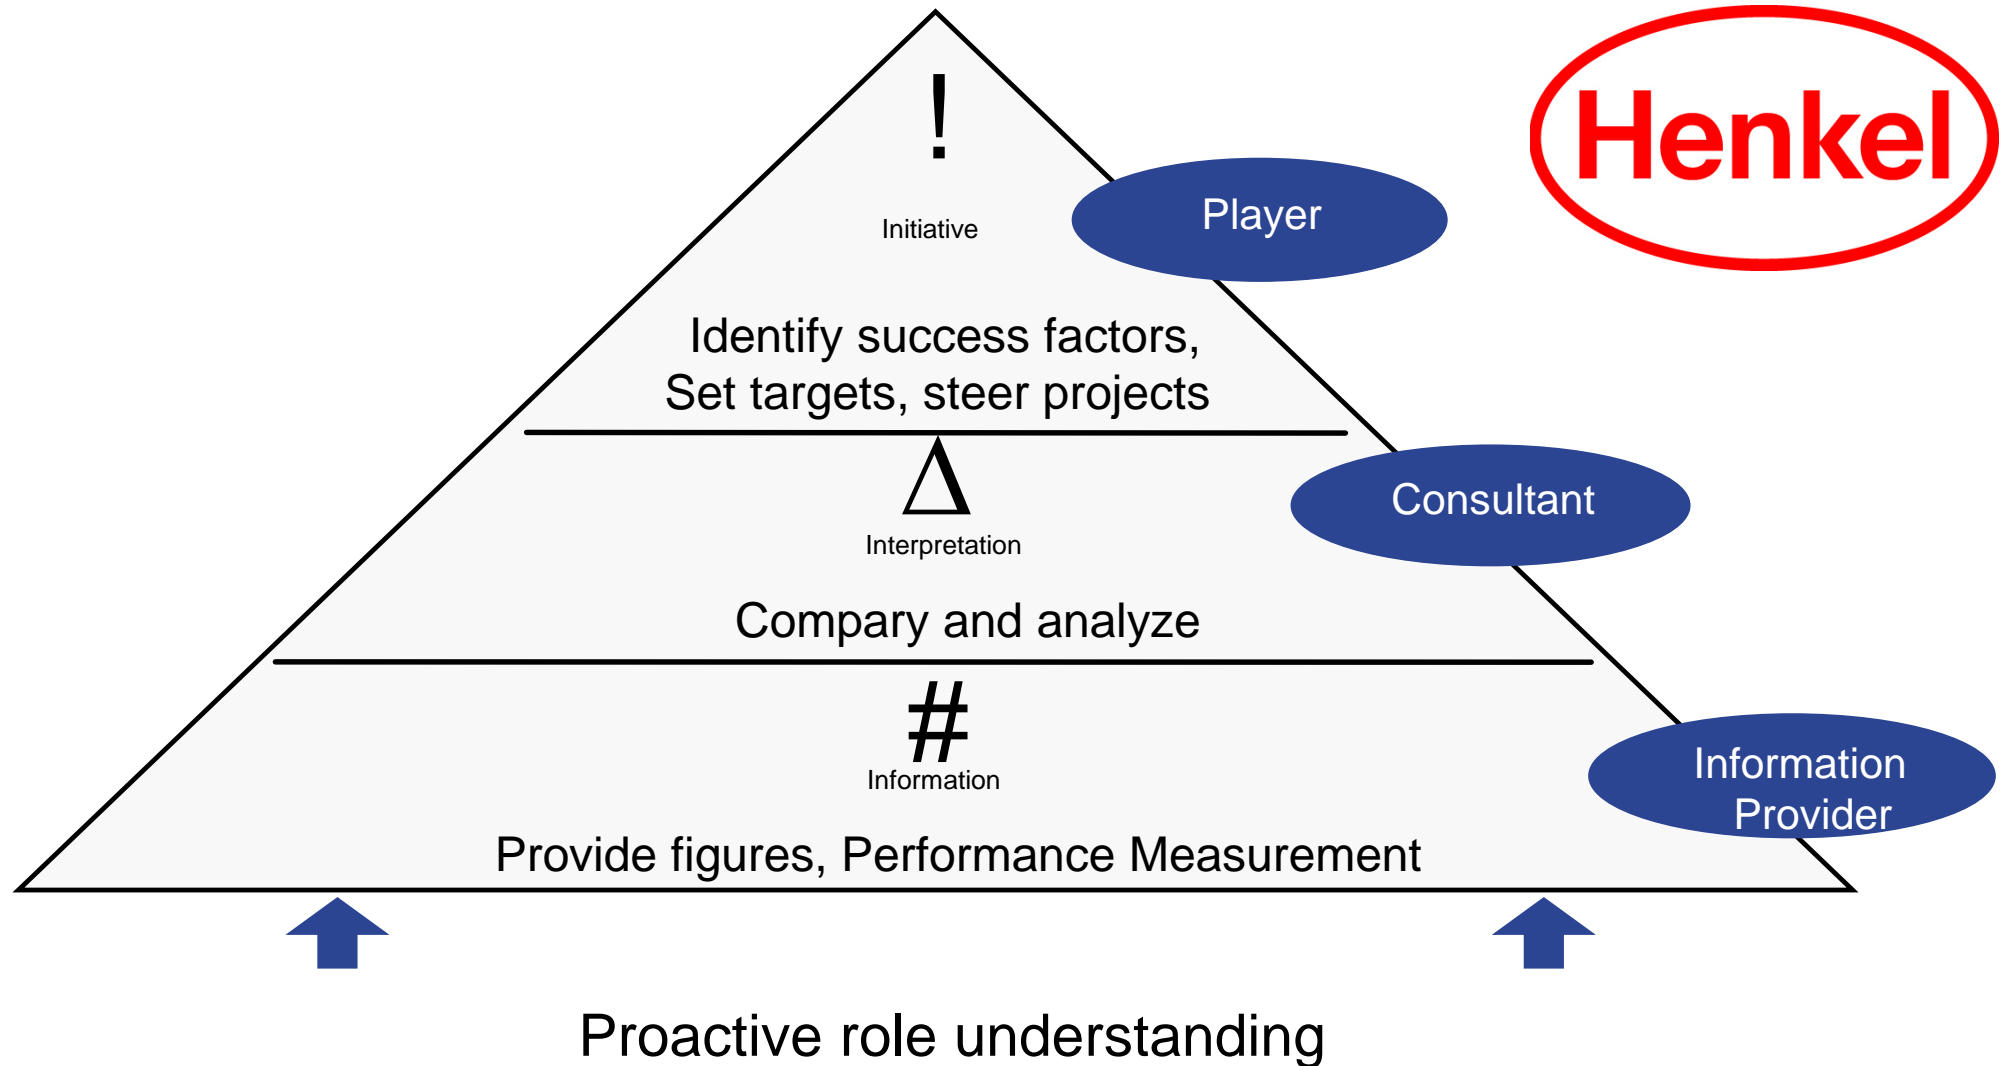 Henkel
!
Initiative
Player
Identify success factors,
Set targets, steer projects
Δ
Interpretation
Consultant
Compary and analyze
#
Information
Information
Provider
Provide figures, Performance Measurement
Proactive role understanding